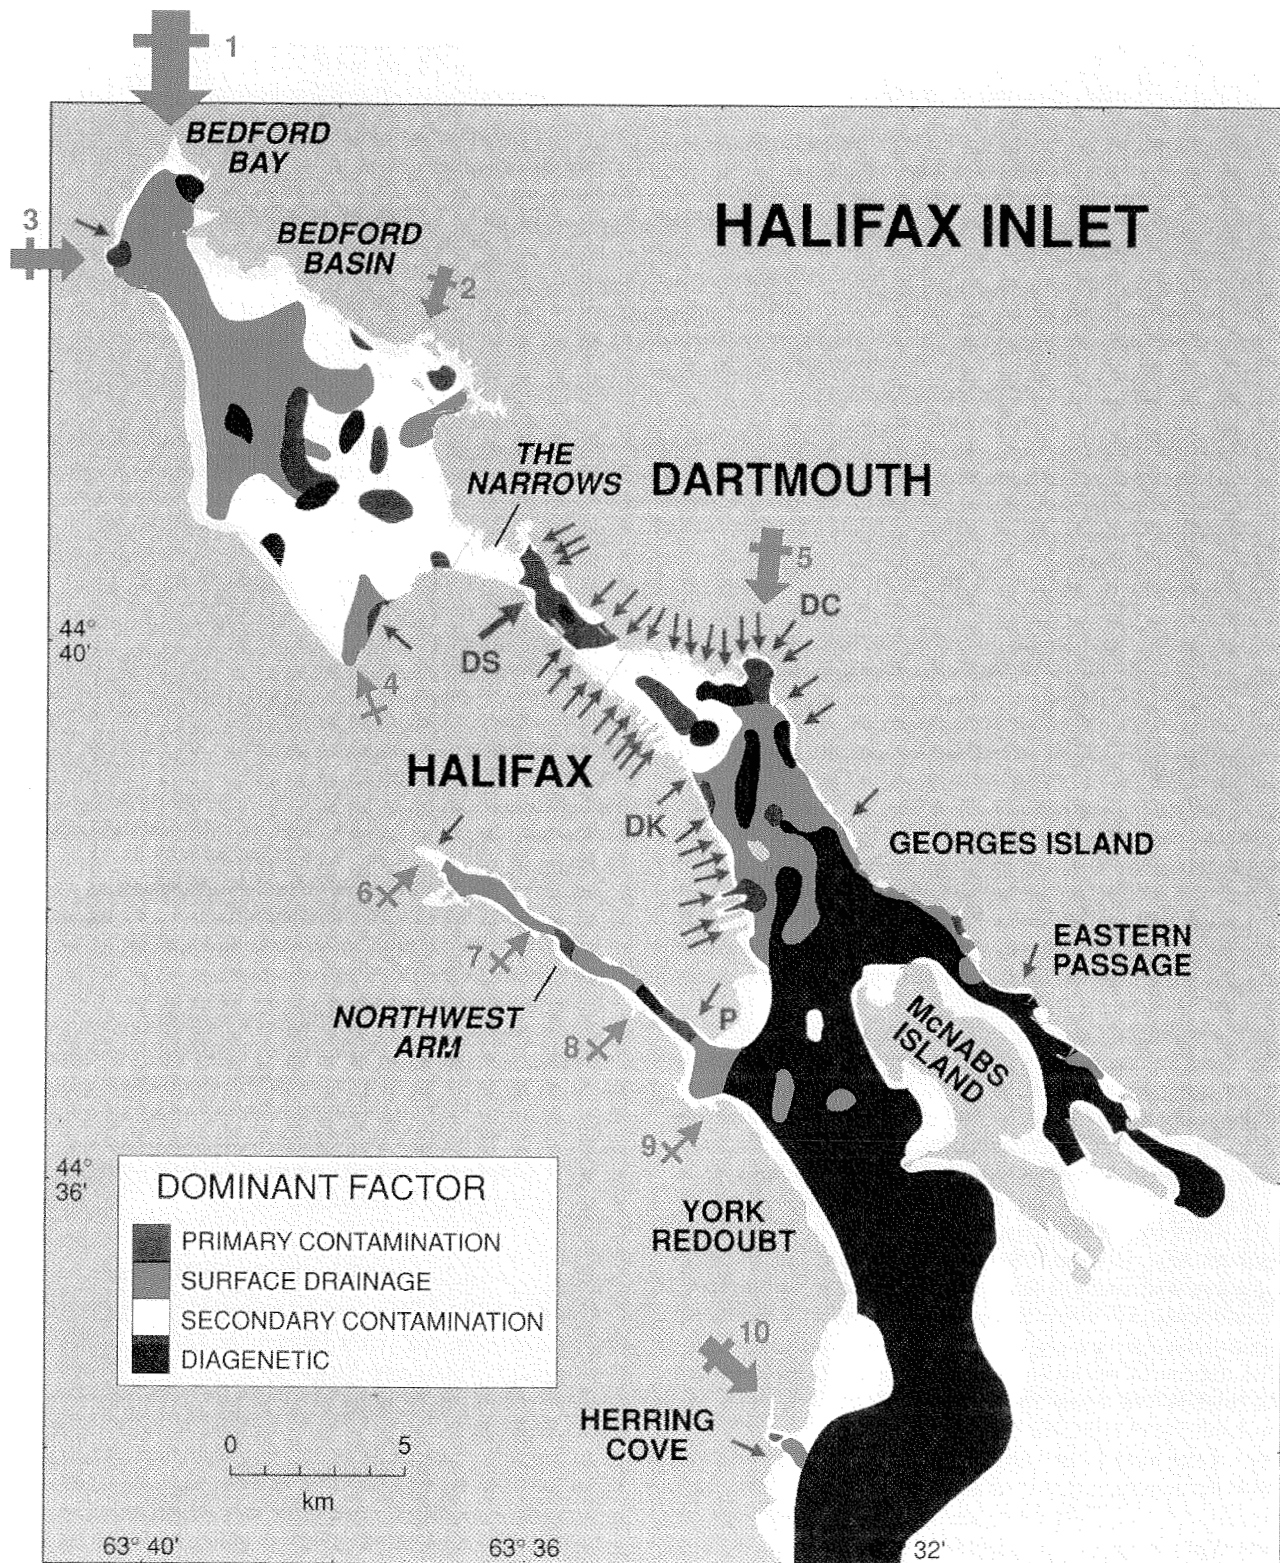 1
BEDFORD
BAY
3
BEDFORD
BASIN
2
HALIFAX INLET
THE
NARROWS
DARTMOUTH
5
DC
44°
40'
DS
4
HALIFAX
DK
GEORGES ISLAND
6
EASTERN
PASSAGE
7
NORTHWEST
ARM
8
P
McNABS
ISLAND
9
44°
36'
DOMINANT FACTOR
PRIMARY CONTAMINATION
SURFACE DRAINAGE
SECONDARY CONTAMINATION
DIAGENETIC
YORK
REDOUBT
10
HERRING
COVE
0 5
km
63° 40'
63° 36
32'